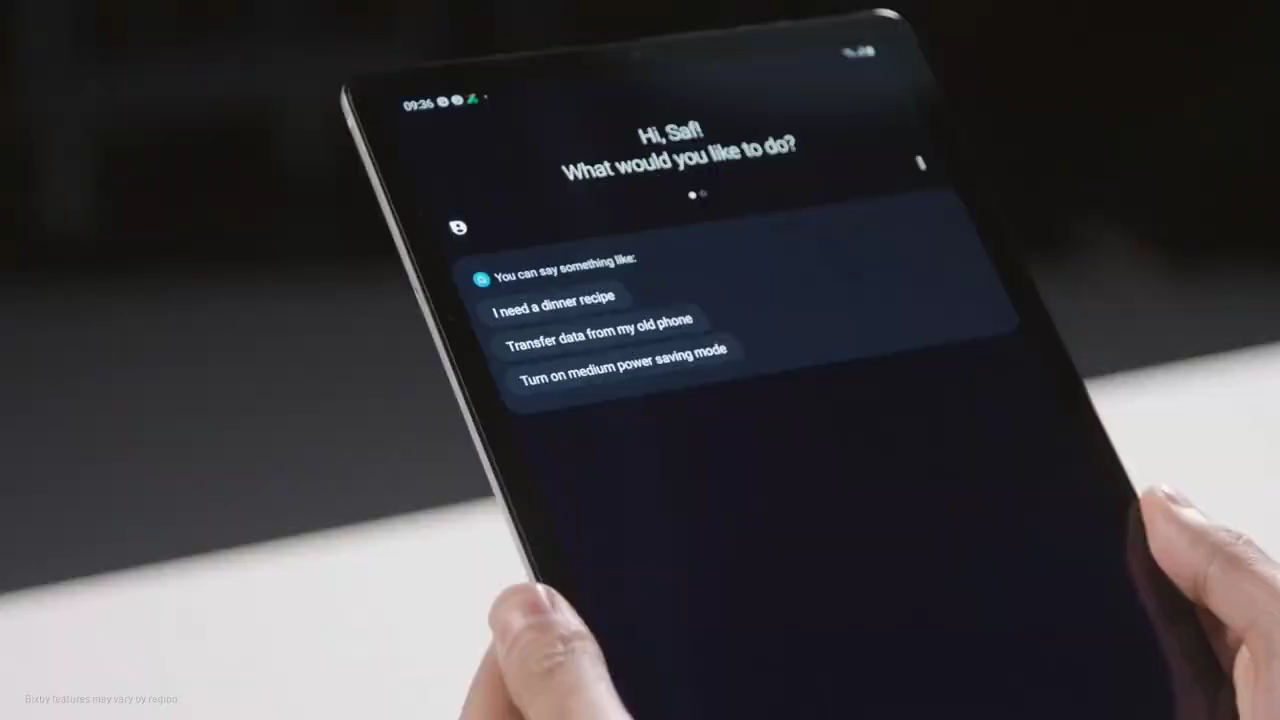 09:36
Hi, Saf!
What would you like to do?
You can say something like:
I need a dinner recipe
Transfer data from my old phone
Turn on medium power saving mode
Bixby features may vary by region.